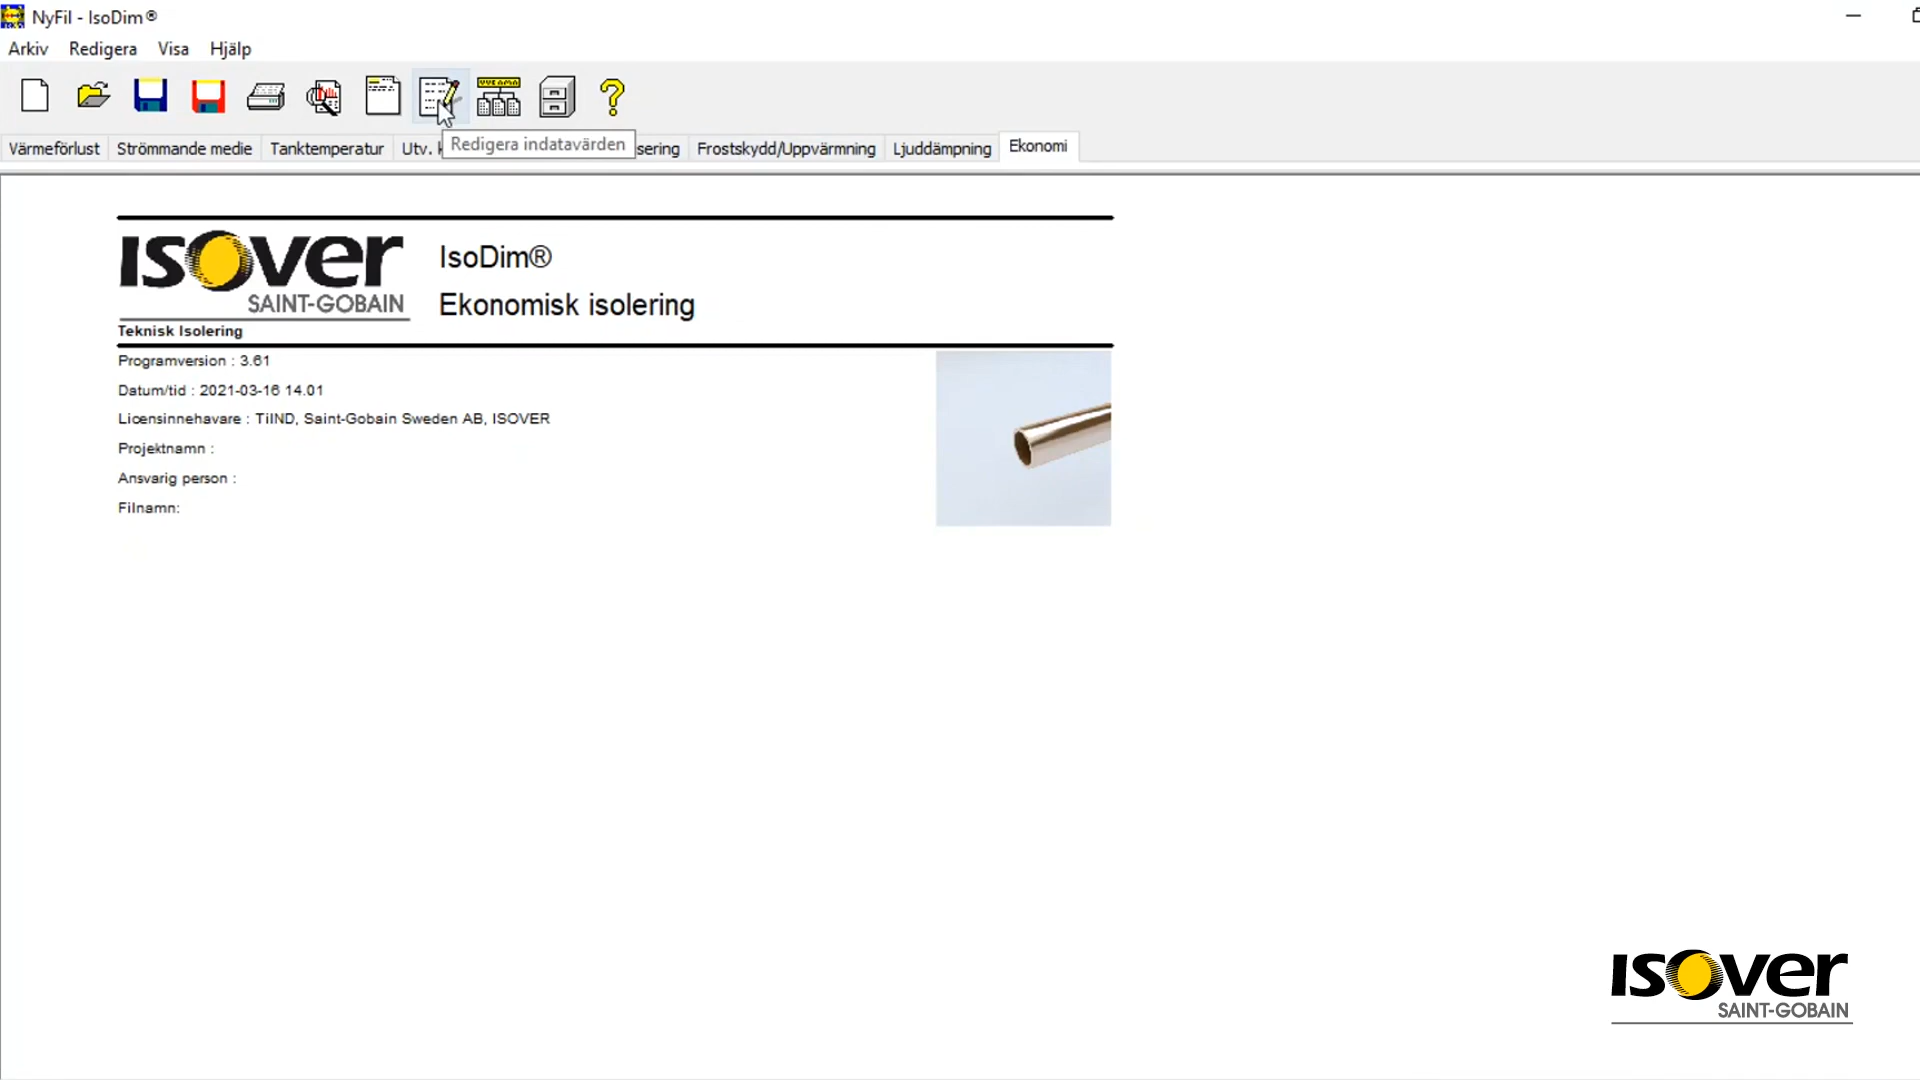 NyFil - IsoDim®
Arkiv Redigera Visa Hjälp
VVSAMA
Redigera indatavärden
Värmeförlust Strömmande medie Tanktemperatur Utv. sering Frostskydd/Uppvärmning Ljuddämpning Ekonomi
isover
SAINT-GOBAIN
Teknisk Isolering
IsoDim®
Ekonomisk isolering
Programversion : 3.61
Datum/tid : 2021-03-16 14.01
Licensinnehavare : TiIND, Saint-Gobain Sweden AB, ISOVER
Projektnamn :
Ansvarig person :
Filnamn:
isover
SAINT-GOBAIN